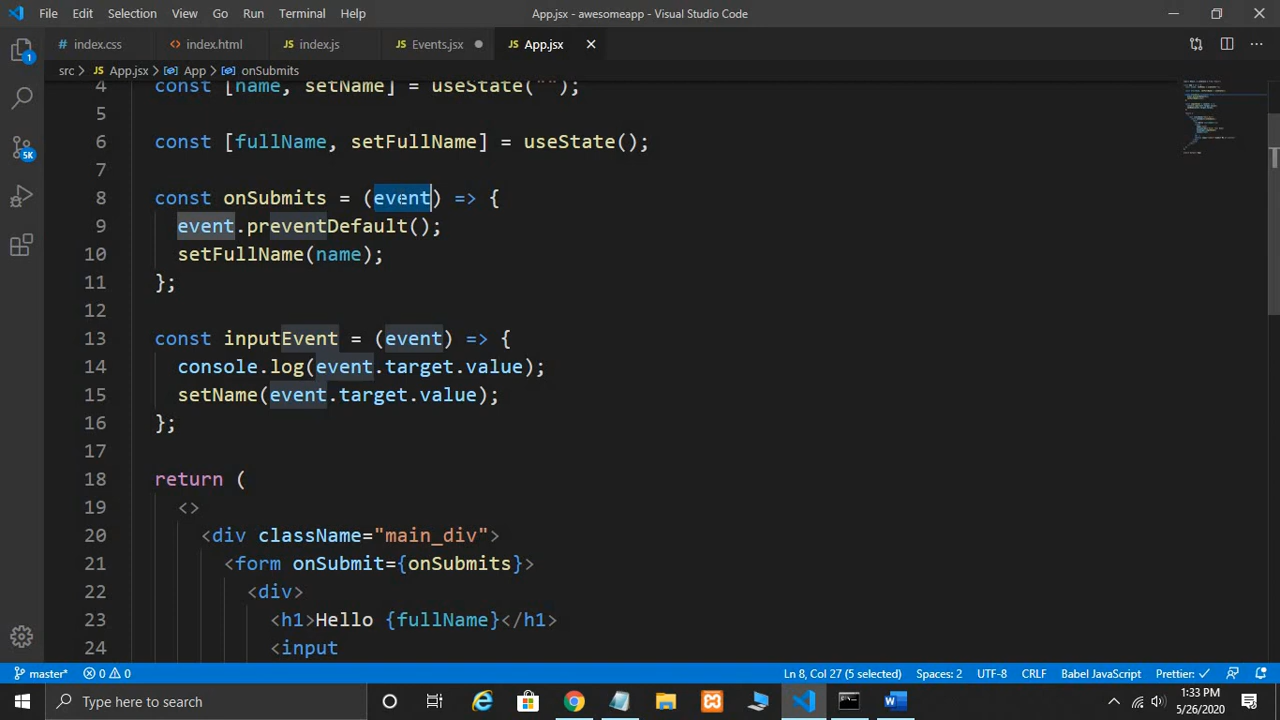 File Edit Selection View Go Run Terminal Help App.jsx - awesomeapp - Visual Studio Code
index.css index.html index.js Events.jsx App.jsx
src > App.jsx > App > onSubmits
4 const [name, setName] = useState("");
5
6 const [fullName, setFullName] = useState();
7
8 const onSubmits = (event) => {
9 event.preventDefault();
10 setFullName(name);
11 };
12
13 const inputEvent = (event) => {
14 console.log(event.target.value);
15 setName(event.target.value);
16 };
17
18 return (
19 <>
20 <div className="main_div">
21 <form onSubmit={onSubmits}>
22 <div>
23 <h1>Hello {fullName}</h1>
24 <input
1
5K
master* 0 0 Ln 8, Col 27 (5 selected) Spaces: 2 UTF-8 CRLF Babel JavaScript Prettier: ✓
Type here to search
1:33 PM
5/26/2020